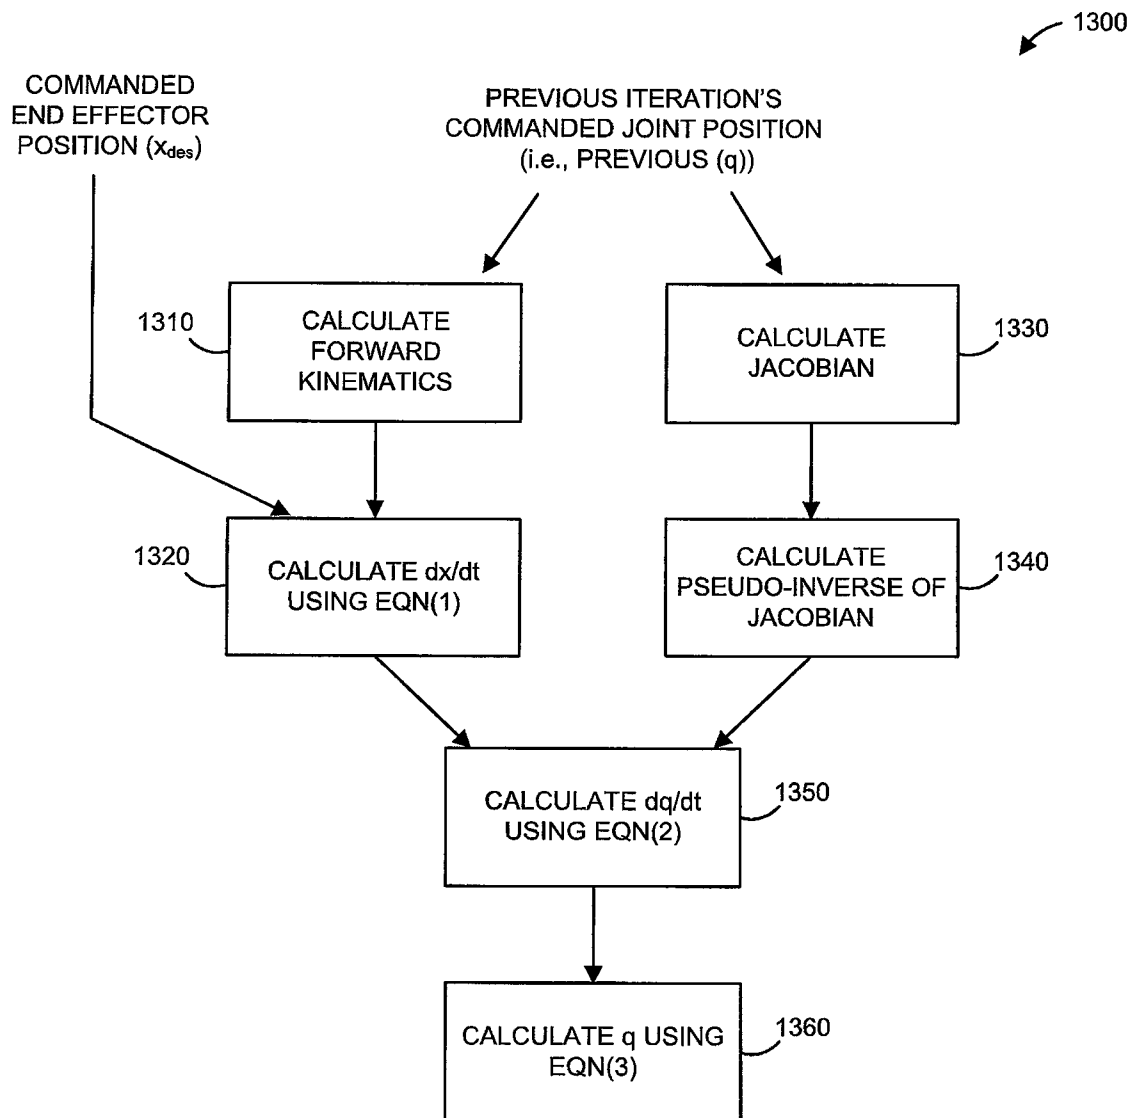 1300
COMMANDED
END EFFECTOR
POSITION (xdes)
PREVIOUS ITERATION'S
COMMANDED JOINT POSITION
(i.e., PREVIOUS (q))
1310
CALCULATE
FORWARD
KINEMATICS
CALCULATE
JACOBIAN
1330
1320
CALCULATE dx/dt
USING EQN(1)
CALCULATE
PSEUDO-INVERSE OF
JACOBIAN
1340
CALCULATE dq/dt
USING EQN(2)
1350
CALCULATE q USING
EQN(3)
1360